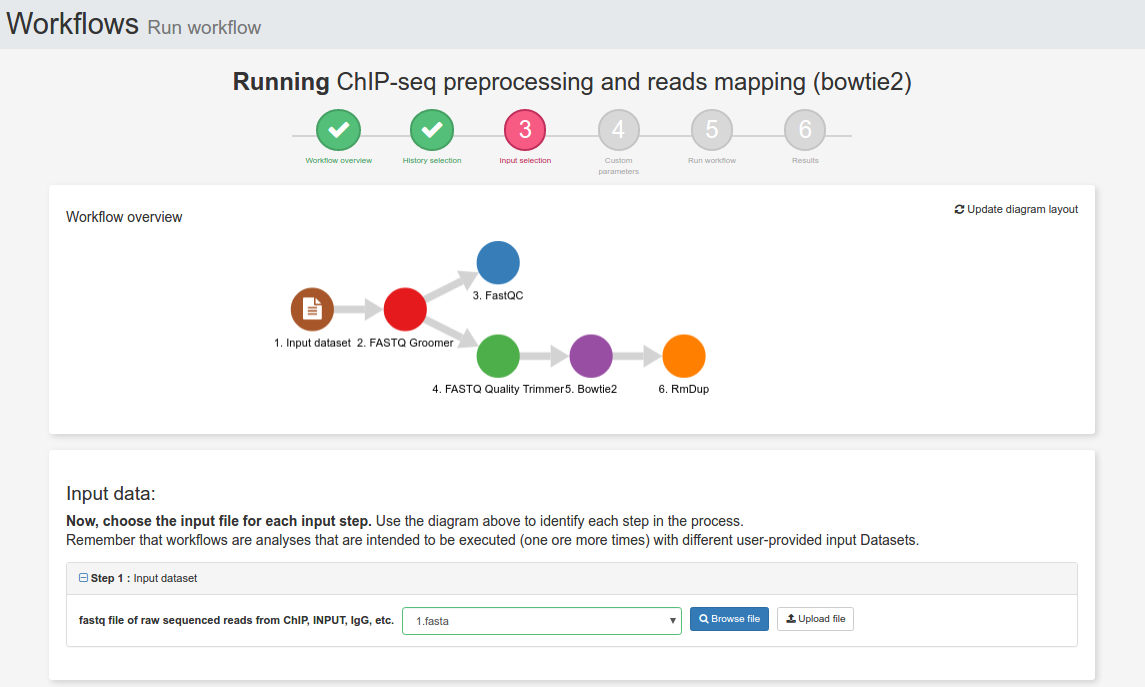 Workflows Run workflow
Running ChIP-seq preprocessing and reads mapping (bowtie2)
3 4 5 6
Workflow overview History selection Input selection Custom Run workflow Results
parameters
Workflow overview Update diagram layout
3. FastQC
1. Input dataset 2. FASTQ Groomer
4. FASTQ Quality Trimmer 5. Bowtie2 6. RmDup
Input data:
Now, choose the input file for each input step. Use the diagram above to identify each step in the process.
Remember that workflows are analyses that are intended to be executed (one ore more times) with different user-provided input Datasets.
Step 1 : Input dataset
fastq file of raw sequenced reads from ChIP, INPUT, IgG, etc. 1.fasta Browse file Upload file